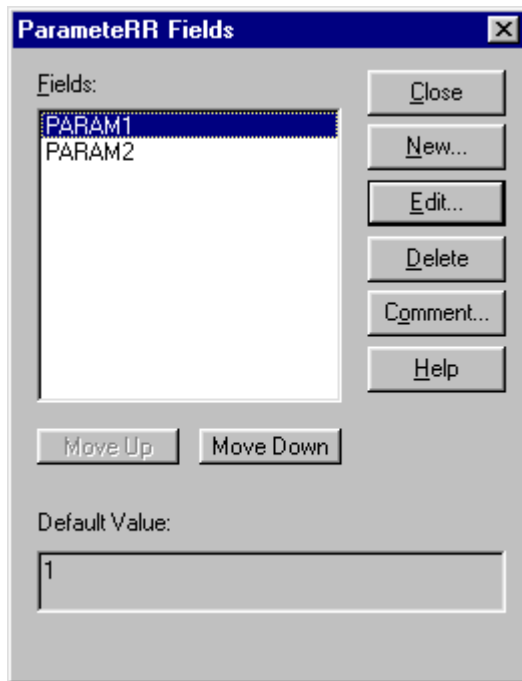 ParameteRR Fields
Fields:
PARAM1
PARAM2
Close
New...
Edit...
Delete
Comment...
Help
Move Up
Move Down
Default Value:
1